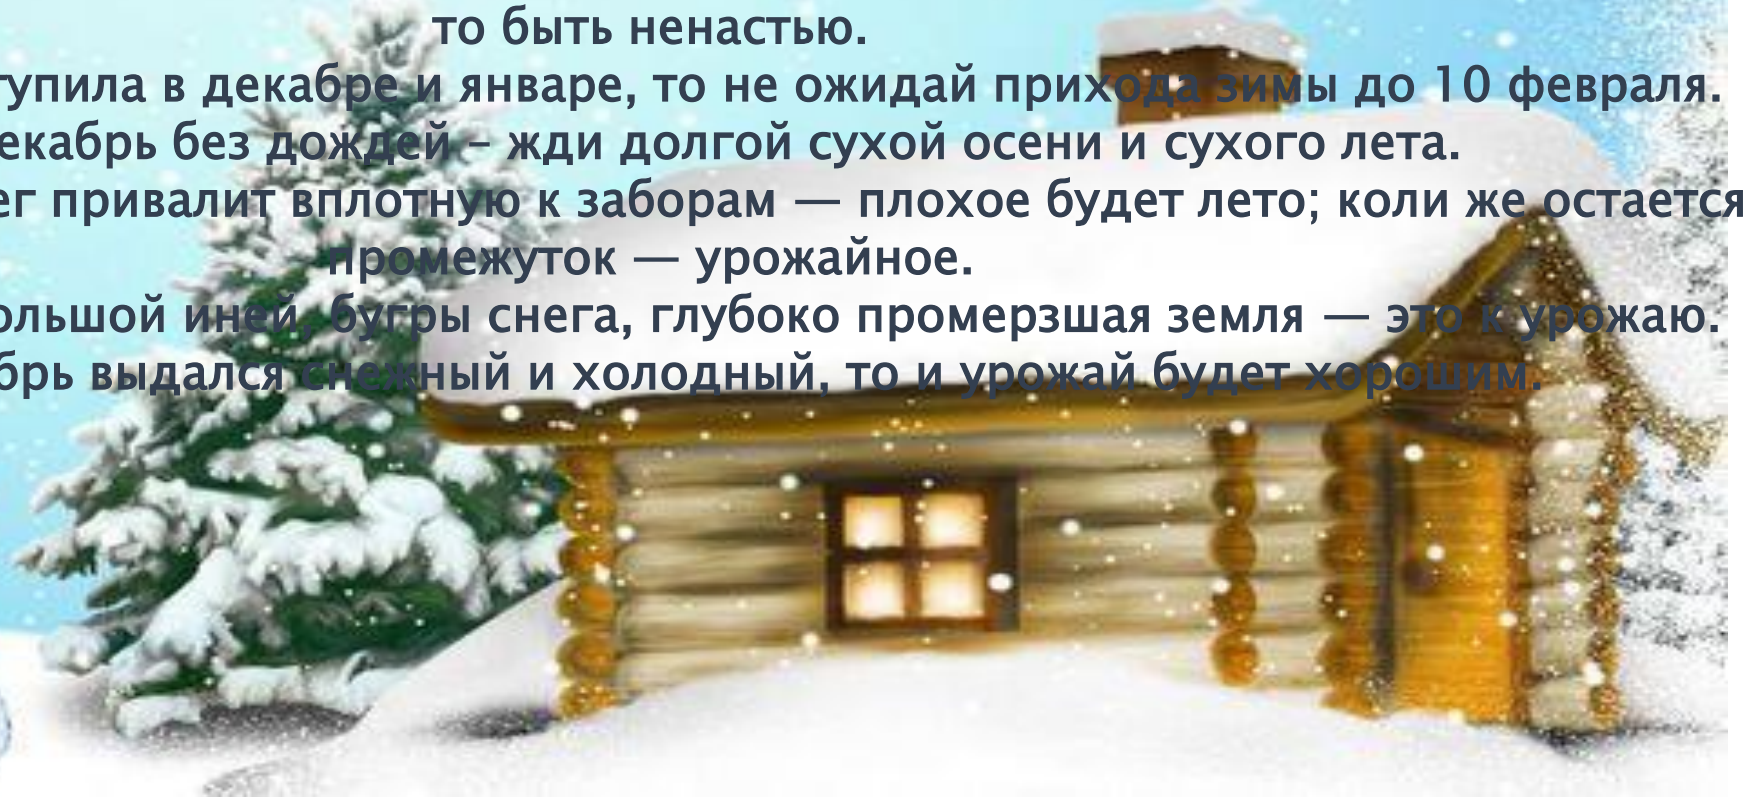 то быть ненастью.
тупила в декабре и январе, то не ожидай прихода зимы до 10 февраля.
екабрь без дождей – жди долгой сухой осени и сухого лета.
ег привалит вплотную к заборам — плохое будет лето; коли же остается
промежуток — урожайное.
ольшой иней, бугры снега, глубоко промерзшая земля — это к урожаю.
брь выдался снежный и холодный, то и урожай будет хорошим.